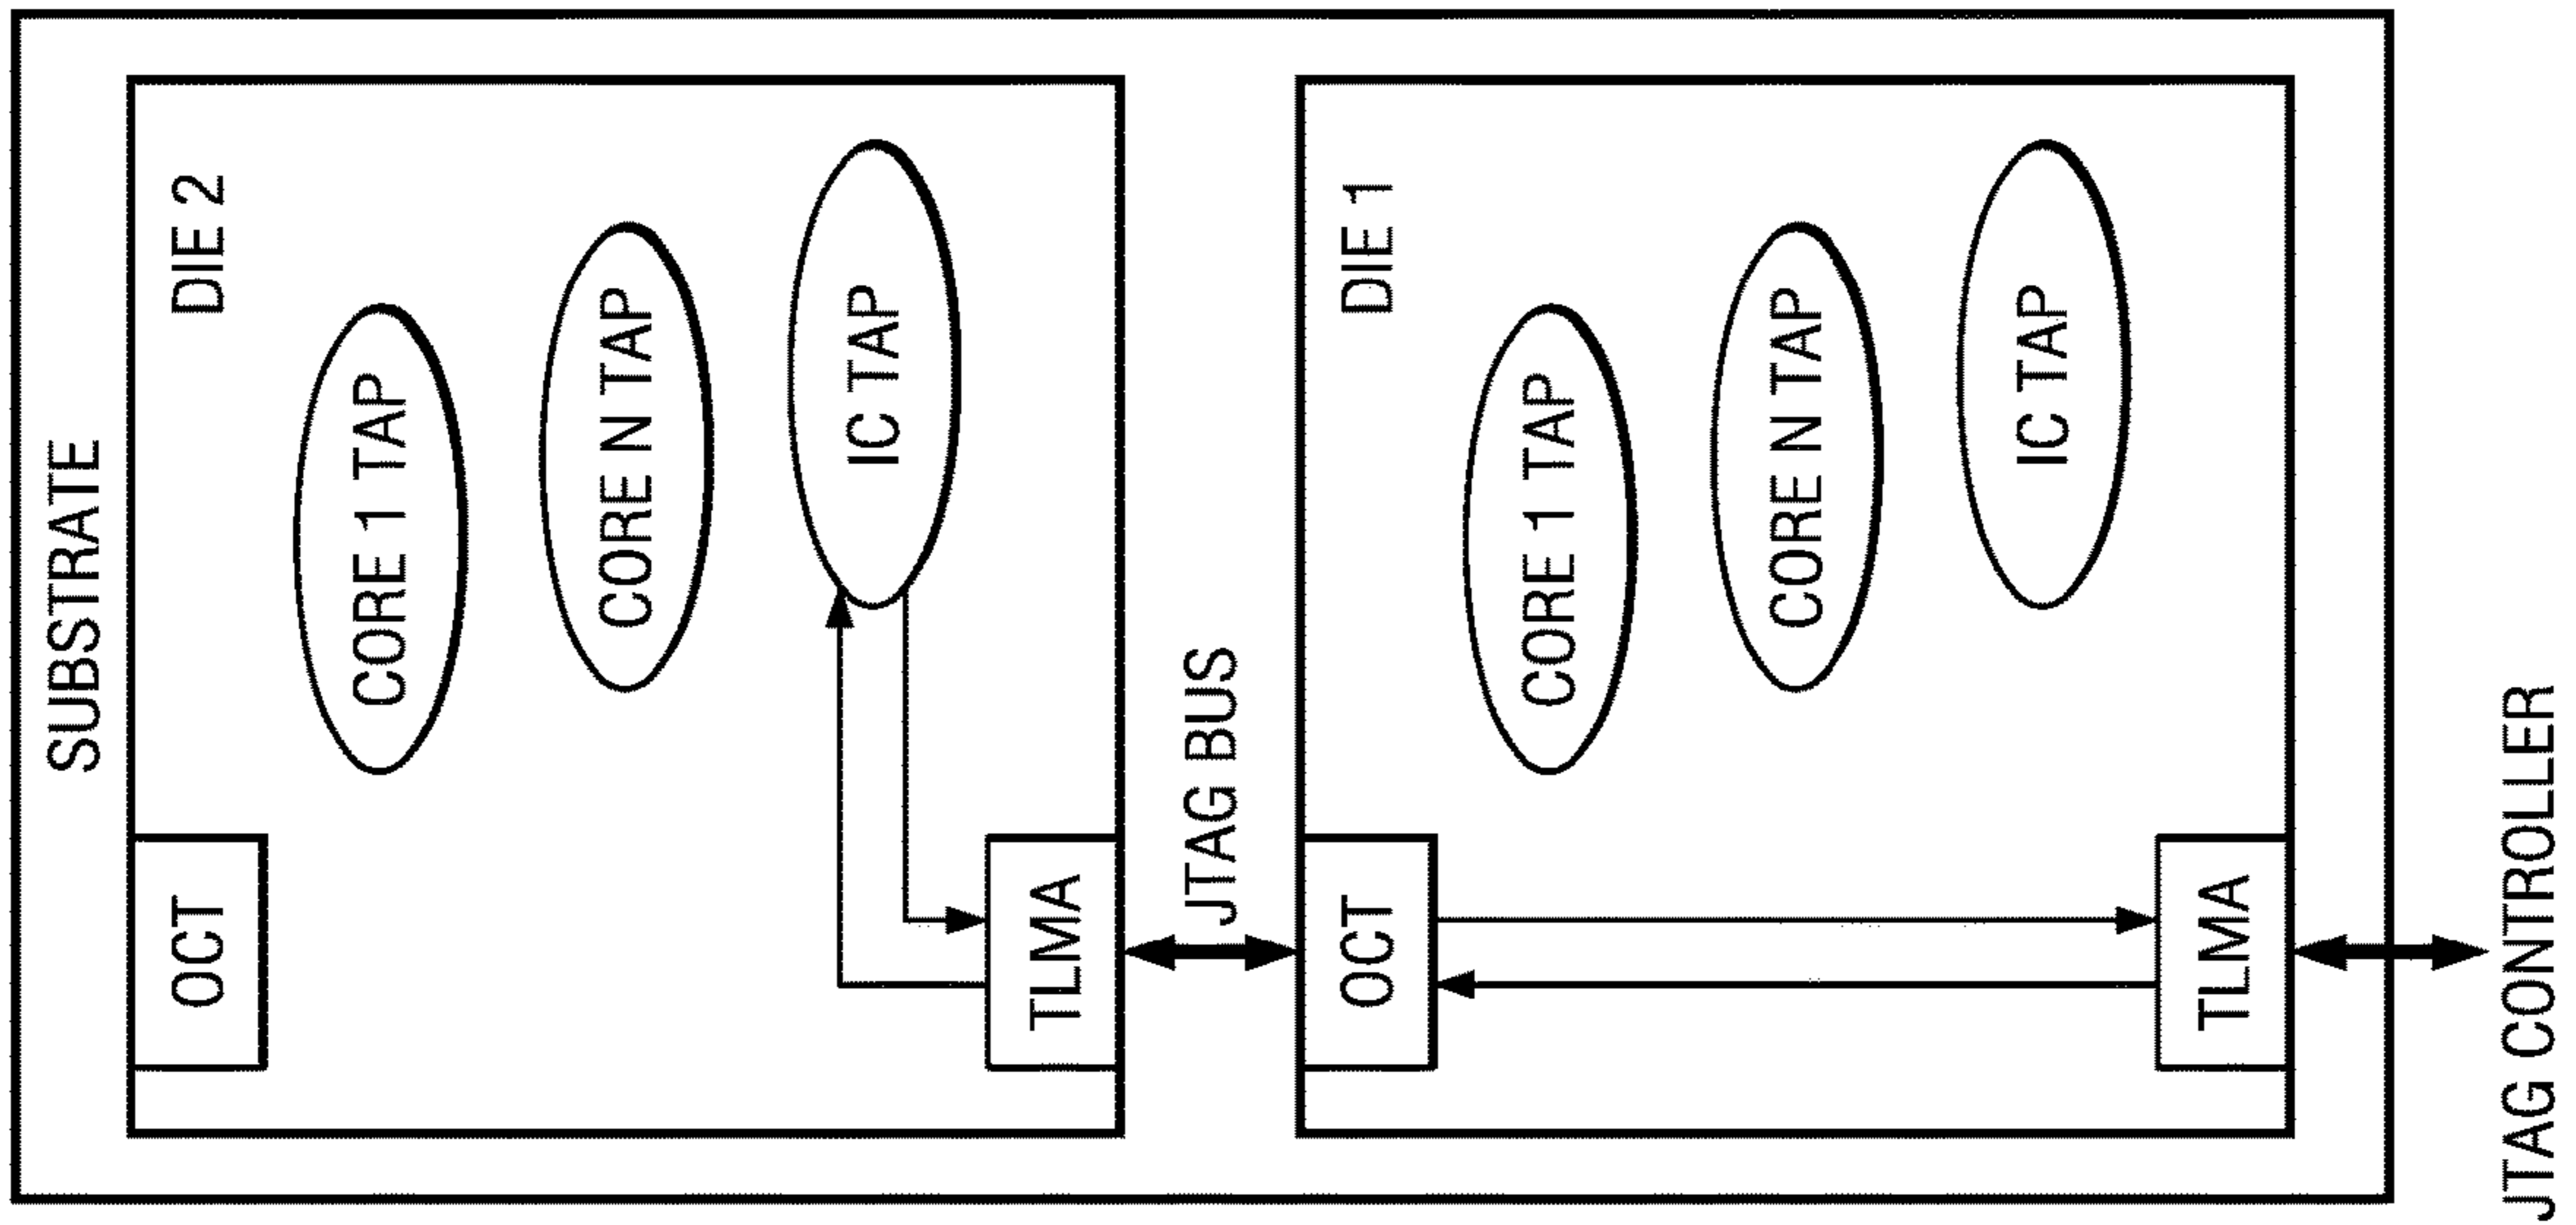 SUBSTRATE
OCT
DIE 2
CORE 1 TAP
CORE N TAP
IC TAP
TLMA
JTAG BUS
OCT
DIE 1
CORE 1 TAP
CORE N TAP
IC TAP
TLMA
JTAG CONTROLLER